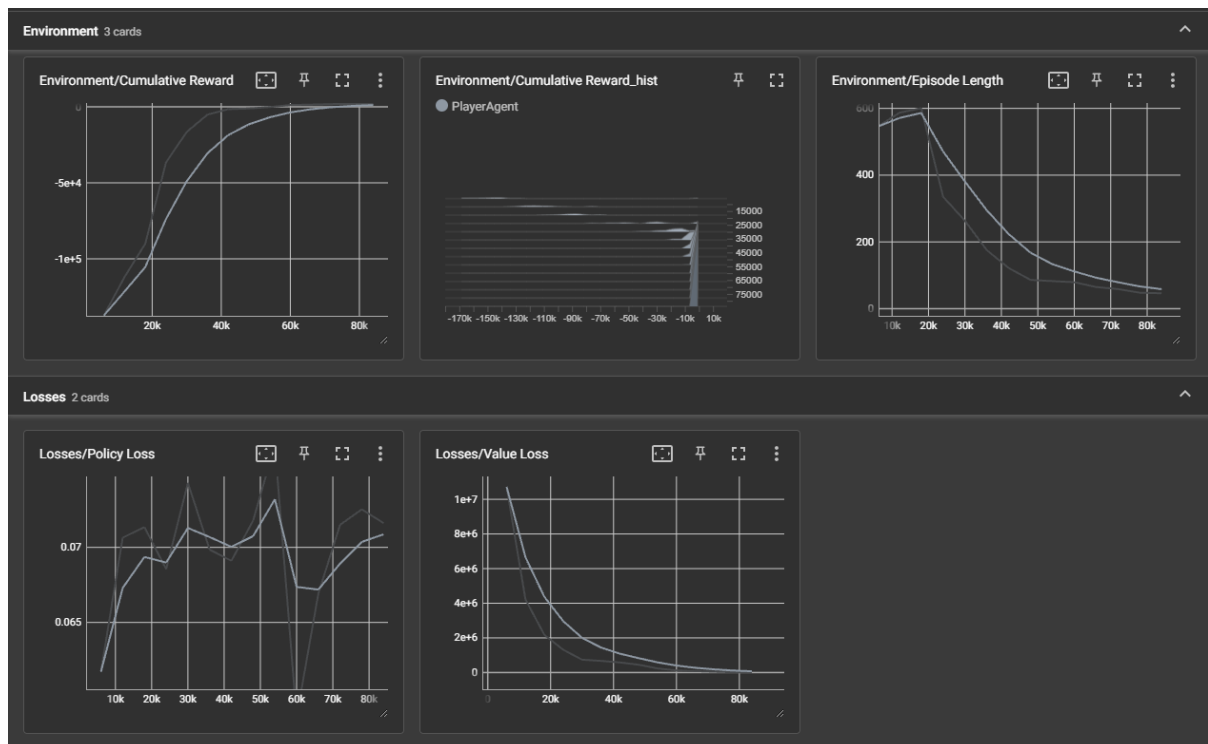 Environment 3 cards
Environment/Cumulative Reward
0
-5e+4
-1e+5
20k 40k 60k 80k
Environment/Cumulative Reward_hist
PlayerAgent
15000
25000
35000
45000
55000
65000
75000
-170k -150k -130k -110k -90k -70k -50k -30k -10k 10k
Environment/Episode Length
600
400
200
0
10k 20k 30k 40k 50k 60k 70k 80k
Losses 2 cards
Losses/Policy Loss
0.07
0.065
10k 20k 30k 40k 50k 60k 70k 80k
Losses/Value Loss
1e+7
8e+6
6e+6
4e+6
2e+6
0
0 20k 40k 60k 80k